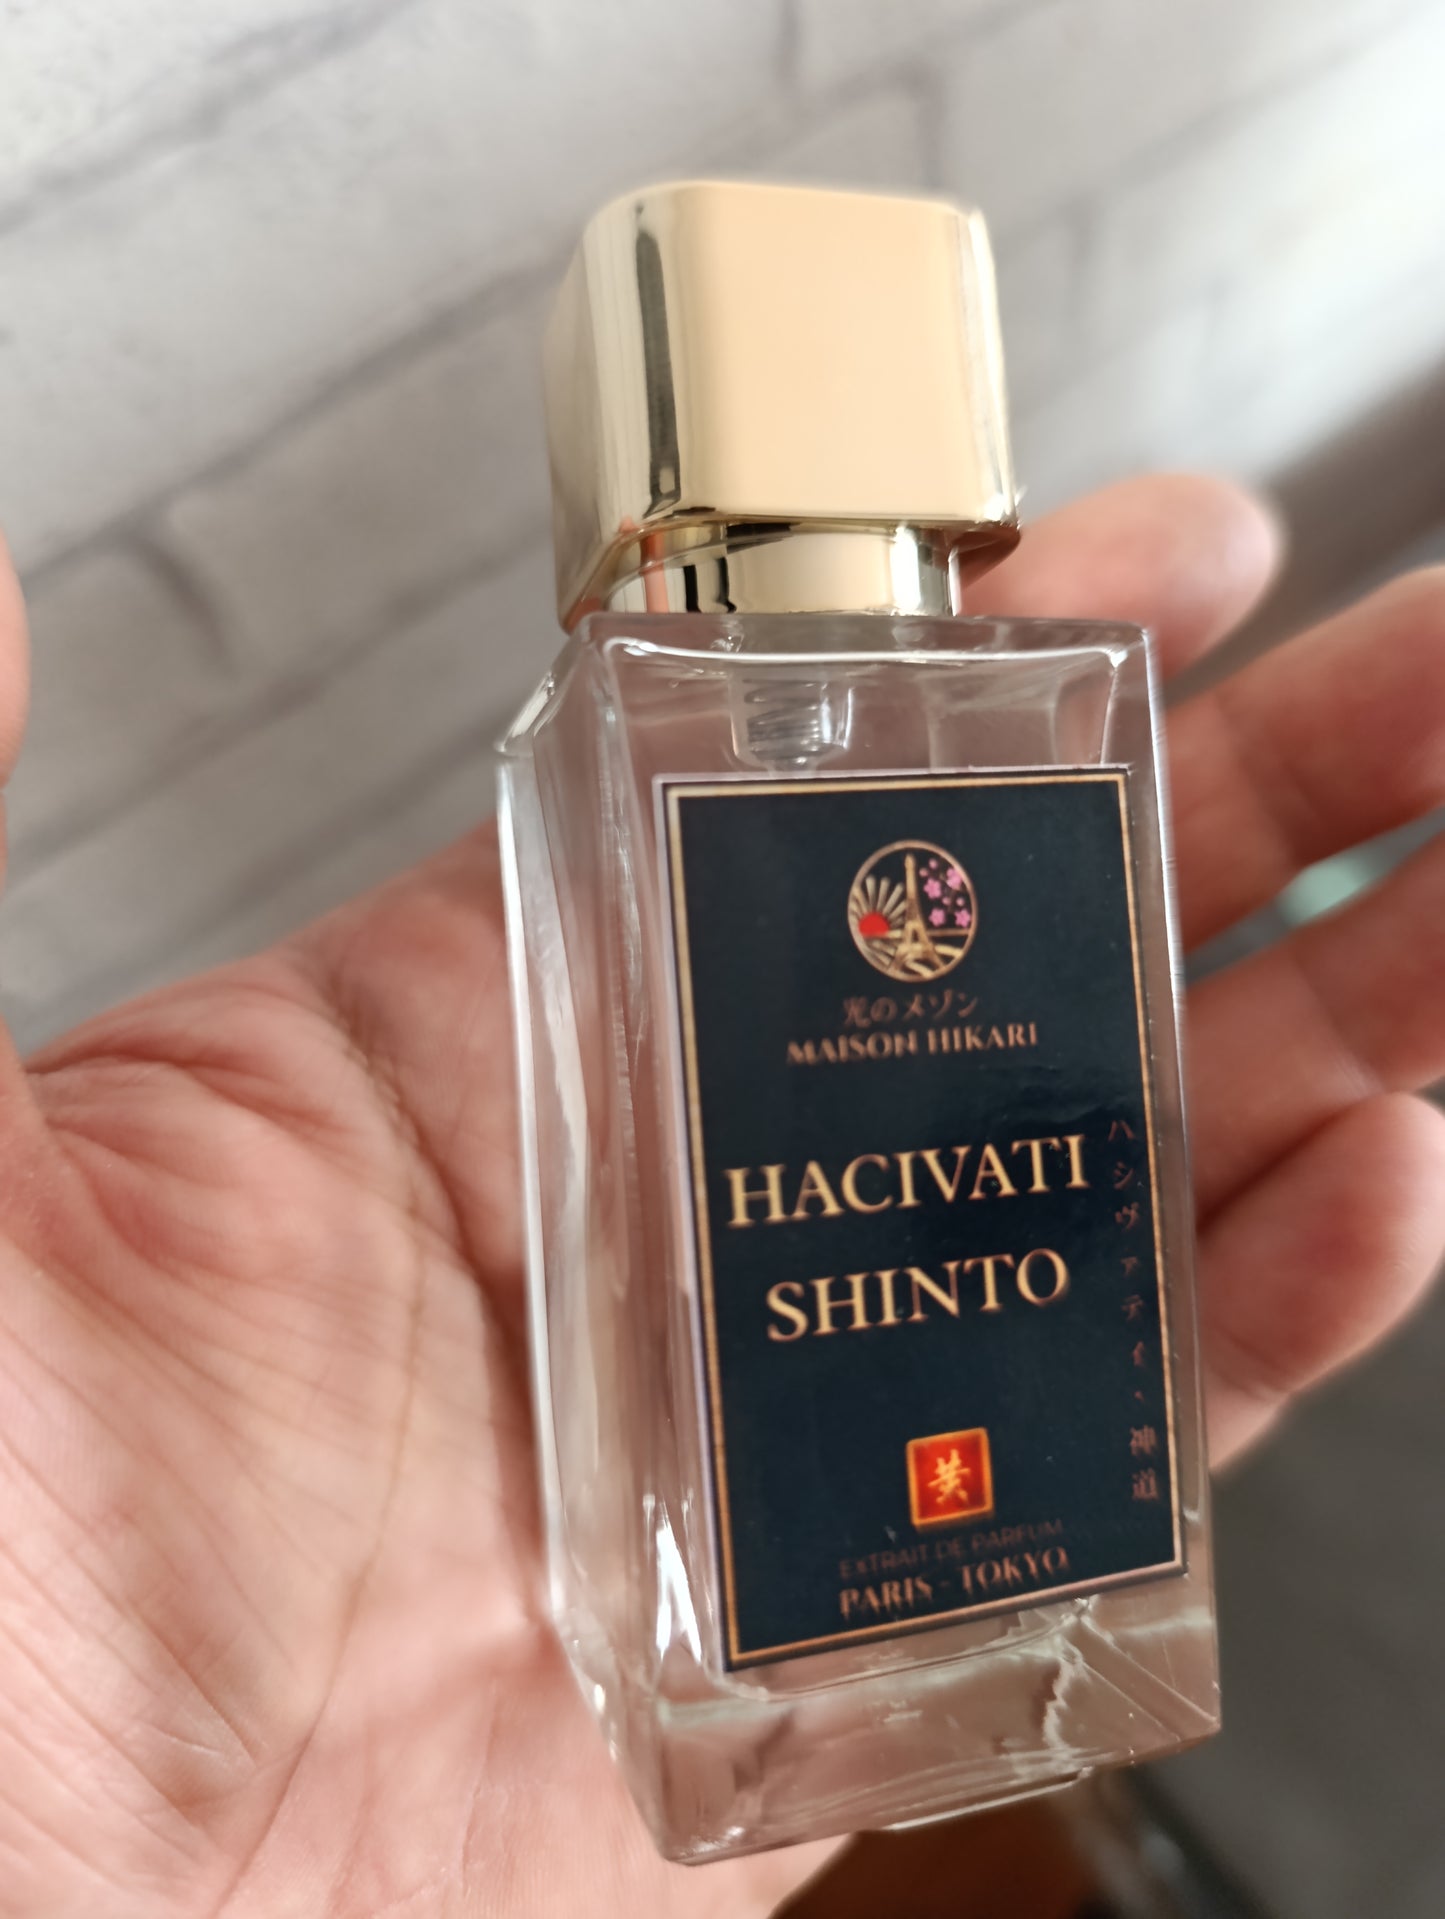 光のメゾン
MAISON HIKARI
HACIVATI
SHINTO
ハシヴァティ、神道
黄
EXTRAIT DE PARFUM
PARIS - TOKYO